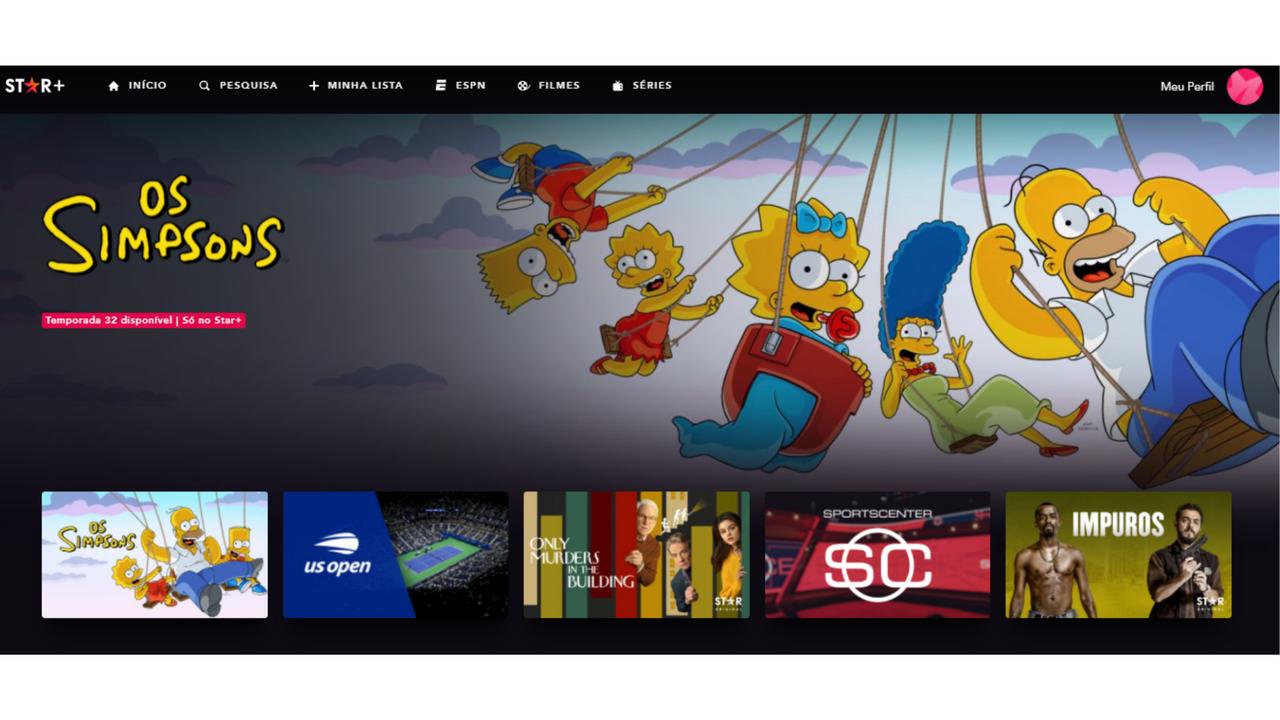 STAR+
INÍCIO
PESQUISA
MINHA LISTA
ESPN
FILMES
SÉRIES
Meu Perfil
OS
SIMPSONS
Temporada 32 disponível | Só no Star+
OS
SIMPSONS
us open
ONLY
MURDERS
IN THE
BUILDING
STAR
ORIGINAL
SPORTSCENTER
SC
IMPUROS
STAR
ORIGINAL